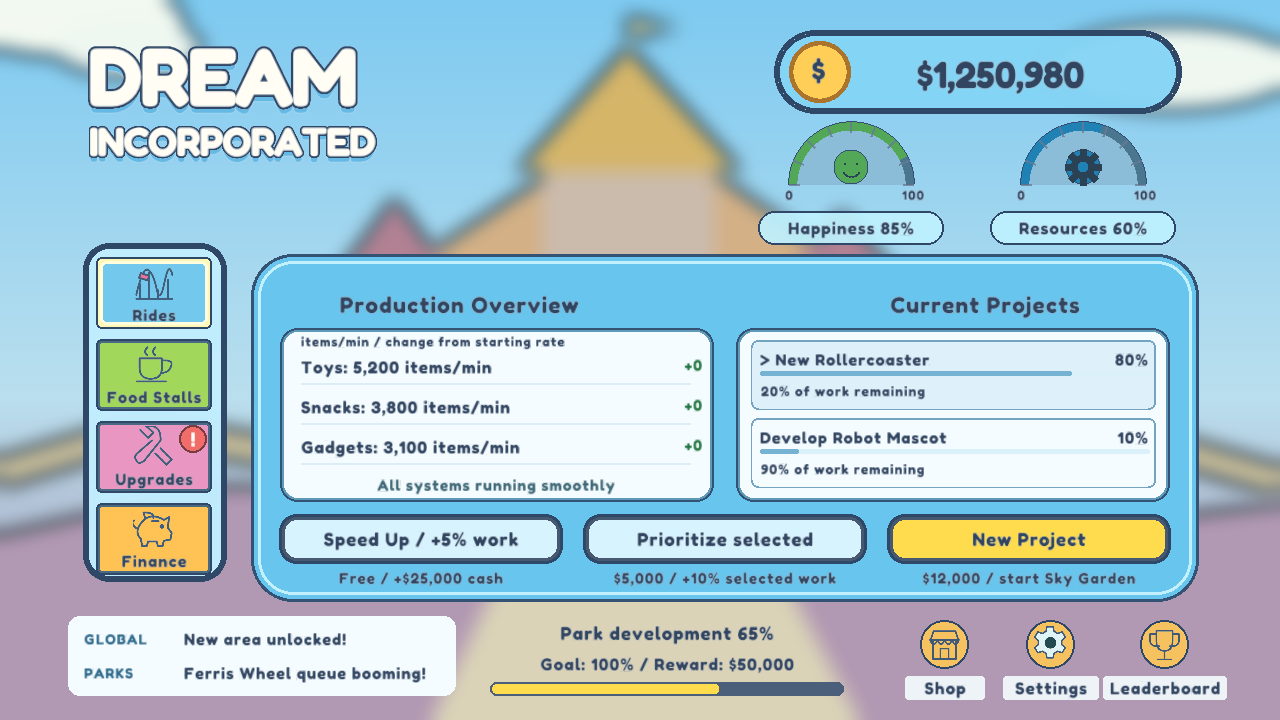 DREAM
INCORPORATED
$
$1,250,980
0 100
0 100
Happiness 85%
Resources 60%
Rides
Food Stalls
!
Upgrades
Finance
Production Overview
items/min / change from starting rate
Toys: 5,200 items/min +0
Snacks: 3,800 items/min +0
Gadgets: 3,100 items/min +0
All systems running smoothly
Current Projects
> New Rollercoaster 80%
20% of work remaining
Develop Robot Mascot 10%
90% of work remaining
Speed Up / +5% work
Free / +$25,000 cash
Prioritize selected
$5,000 / +10% selected work
New Project
$12,000 / start Sky Garden
GLOBAL New area unlocked!
PARKS Ferris Wheel queue booming!
Park development 65%
Goal: 100% / Reward: $50,000
Shop
Settings
Leaderboard